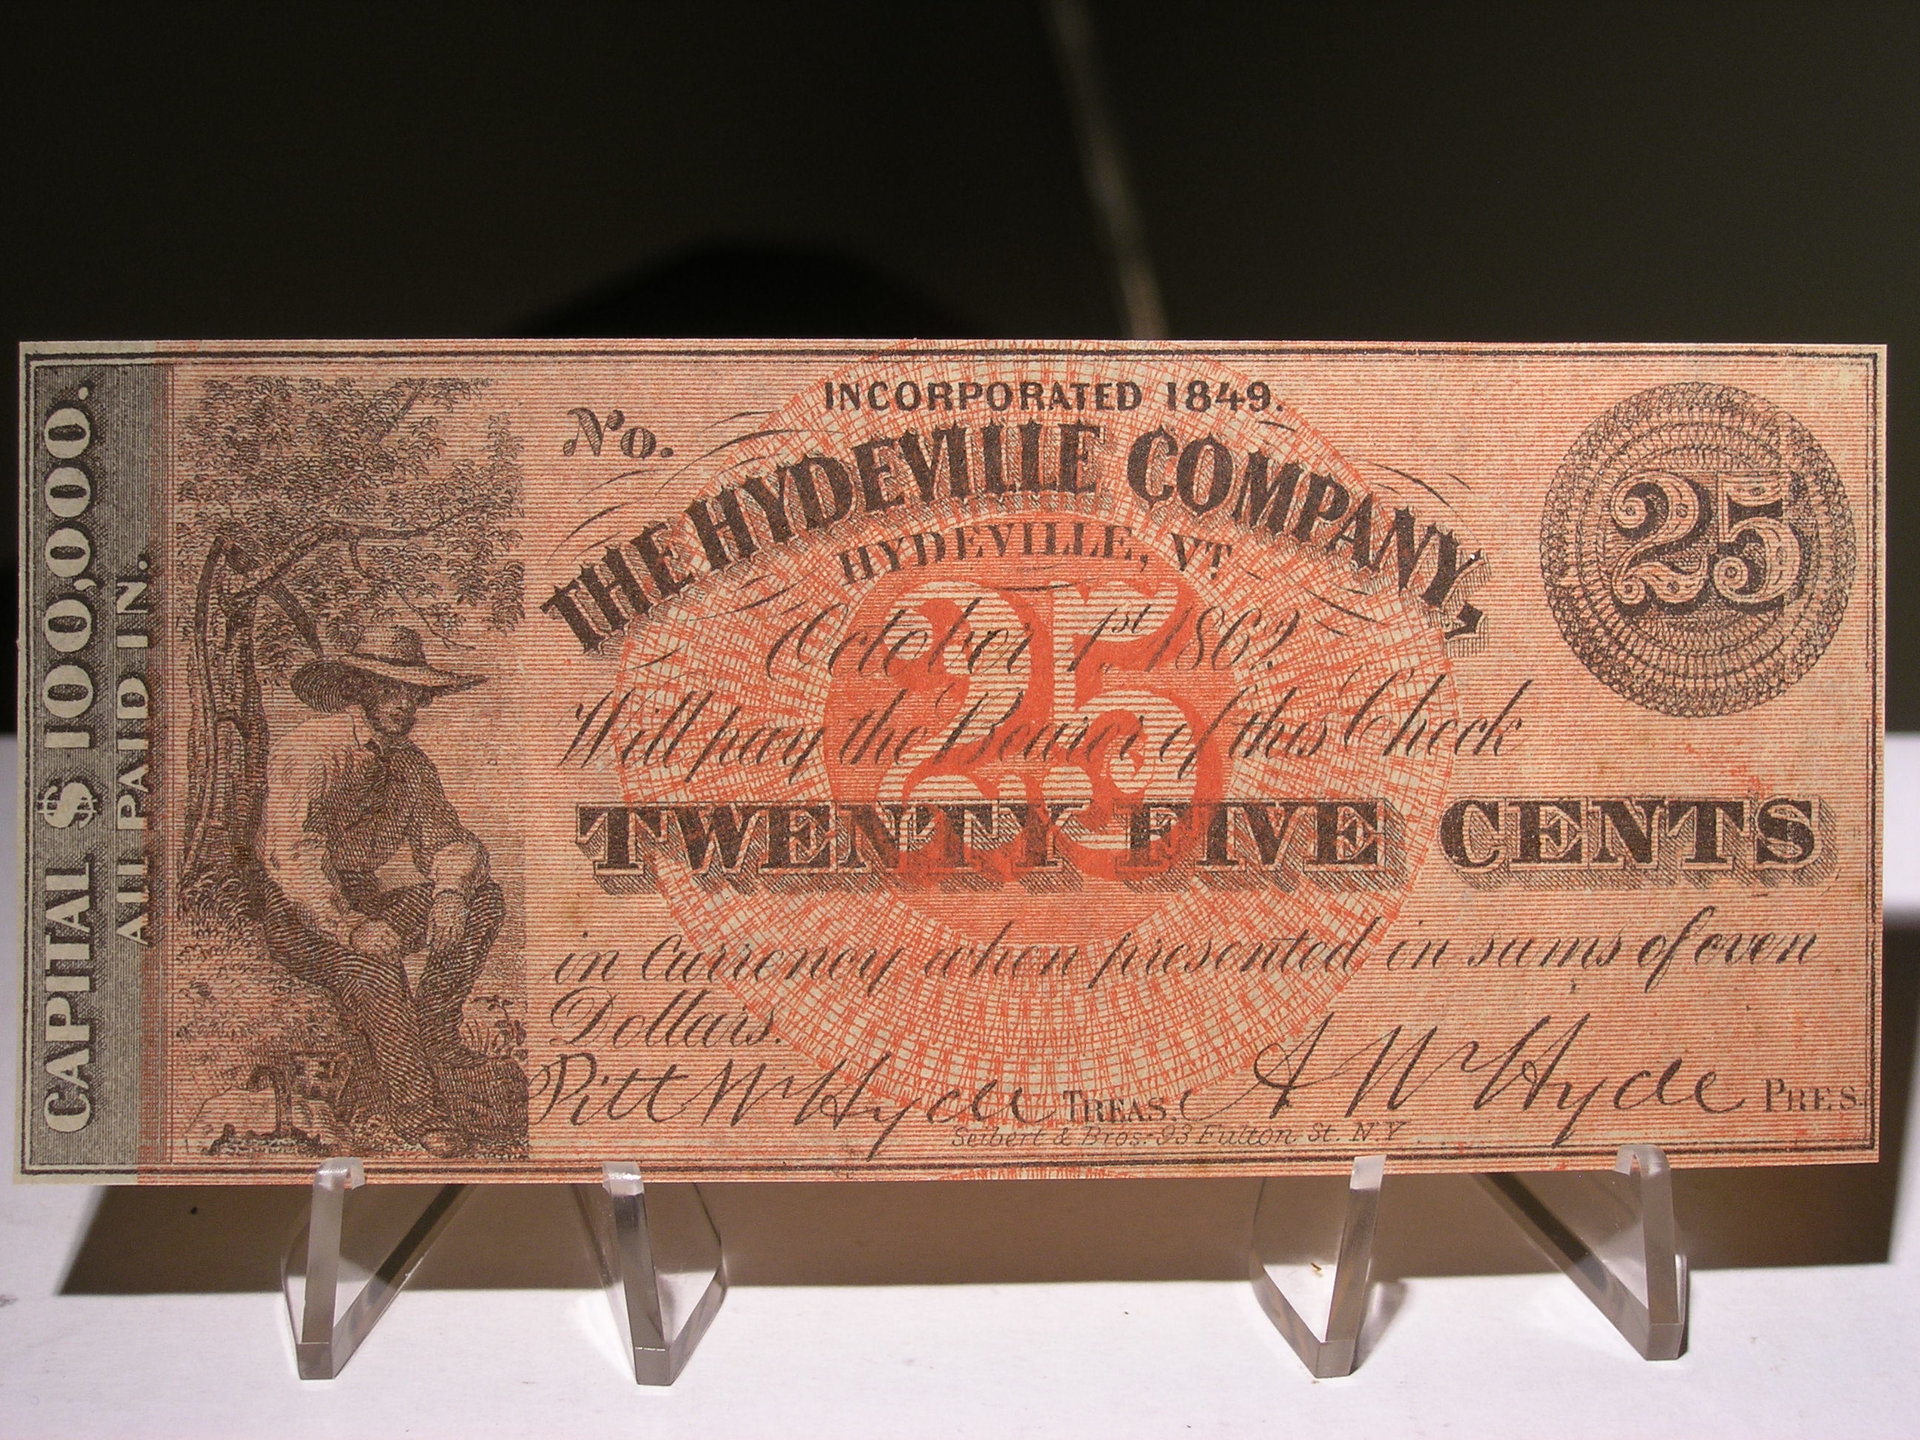 CAPITAL $ 100,000.
All PAID IN.
No.
INCORPORATED 1849.
THE HYDEVILLE COMPANY,
HYDEVILLE, VT.
25
25
October 1st 1862
Will pay the Bearer of this Check
TWENTY FIVE CENTS
in Currency when presented in sums of even
Dollars.
Pitt W Hyde TREAS. A W Hyde PRES.
Seibert & Bros. 93 Fulton St. N.Y